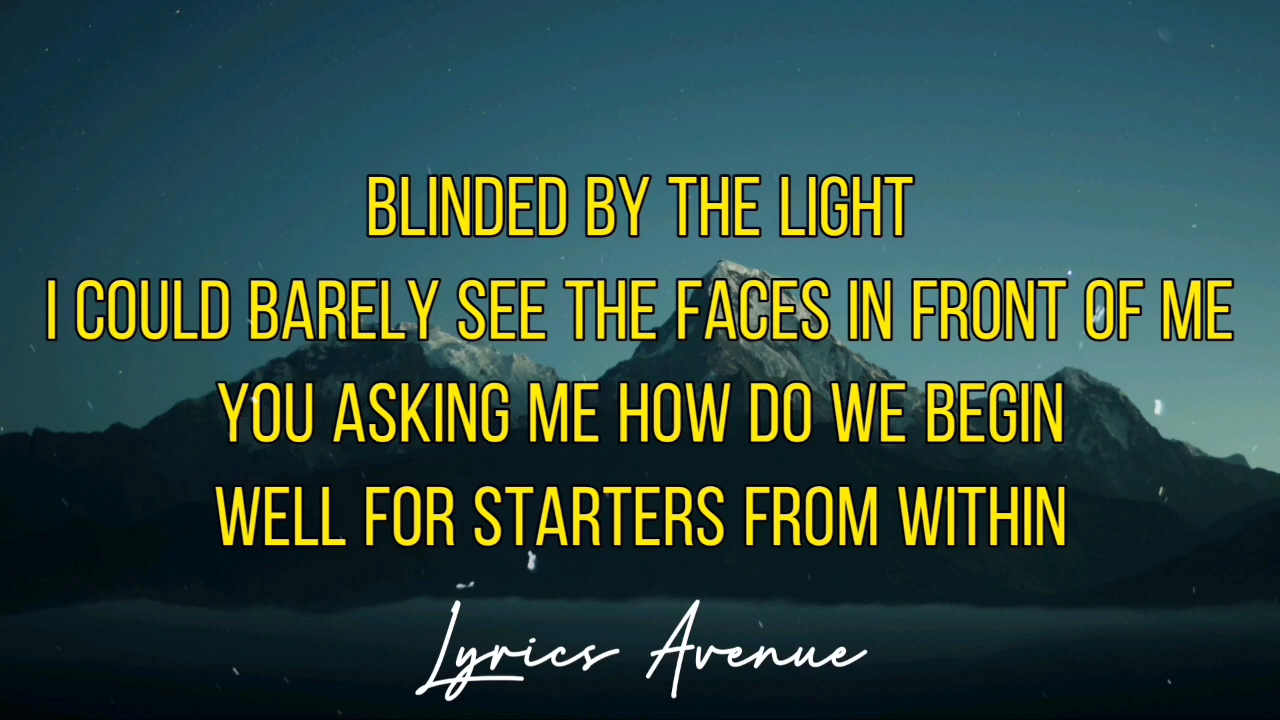 BLINDED BY THE LIGHT
I COULD BARELY SEE THE FACES IN FRONT OF ME
YOU ASKING ME HOW DO WE BEGIN
WELL FOR STARTERS FROM WITHIN
Lyrics Avenue